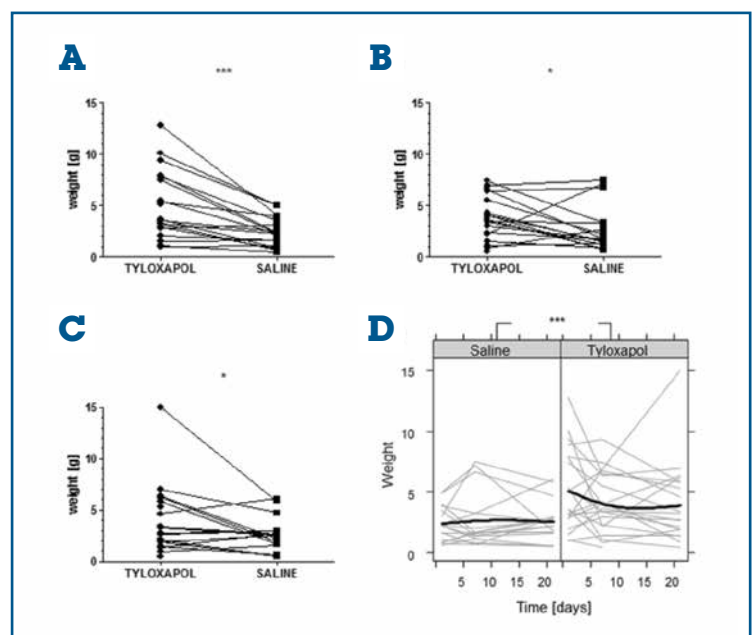 A
***
15
10
5
0
weight [g]
TYLOXAPOL SALINE
B
*
15
10
5
0
weight [g]
TYLOXAPOL SALINE
C
*
15
10
5
0
weight [g]
TYLOXAPOL SALINE
D
***
Saline Tyloxapol
15
10
5
0
Weight
5 10 15 20 5 10 15 20
Time [days]